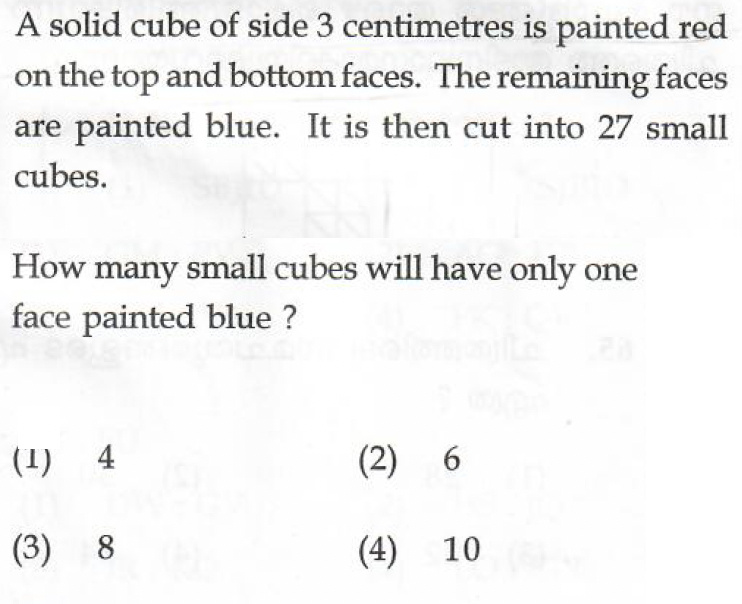 A solid cube of side 3 centimetres is painted red
on the top and bottom faces. The remaining faces
are painted blue. It is then cut into 27 small
cubes.
How many small cubes will have only one
face painted blue ?
(1) 4 (2) 6
(3) 8 (4) 10